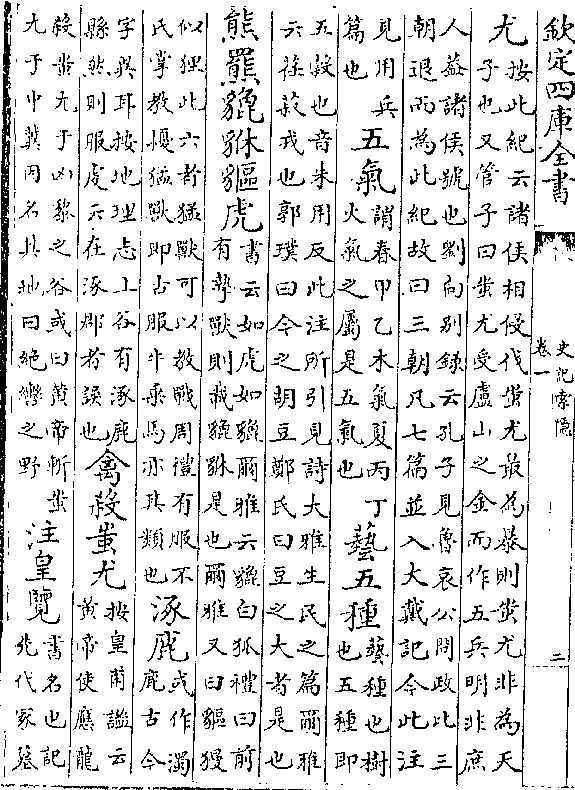 欽定四庫全書
史記索隱
卷一
二
尤按此紀云諸侯相侵伐蚩尤最為暴則蚩尤非為天
子也又管子曰蚩尤受盧山之金而作五兵明非庶
人葢諸侯號也劉向别録云孔子見魯哀公問政比三
朝退而為此紀故曰三朝凡七篇並入大戴記今此注
見用兵
篇也
五氣
謂春甲乙木氣夏丙丁
火氣之屬是五氣也
藝五種
藝種也樹
也五種即
五穀也音朱用反此注所引見詩大雅生民之篇爾雅
云荏菽戎也郭璞曰今之胡豆鄭氏曰豆之大者是也
熊羆貔貅貙虎
書云如虎如貔爾雅云貔白狐禮曰前
有摯獸則載貔貅是也爾雅又曰貙獌
似狸此六者猛獸可以教戰周禮有服不
氏掌教擾猛獸即古服牛乗馬亦其類也
涿鹿
或作濁
鹿古今
字異耳按地理志上谷有涿鹿
縣然則服虔云在涿郡者誤也
禽殺蚩尤
按皇甫謐云
黄帝使應龍
殺蚩尤于凶黎之谷或曰黄帝斬蚩
尤于中冀因名其地曰絶轡之野
注皇覽
書名也記
先代冢墓